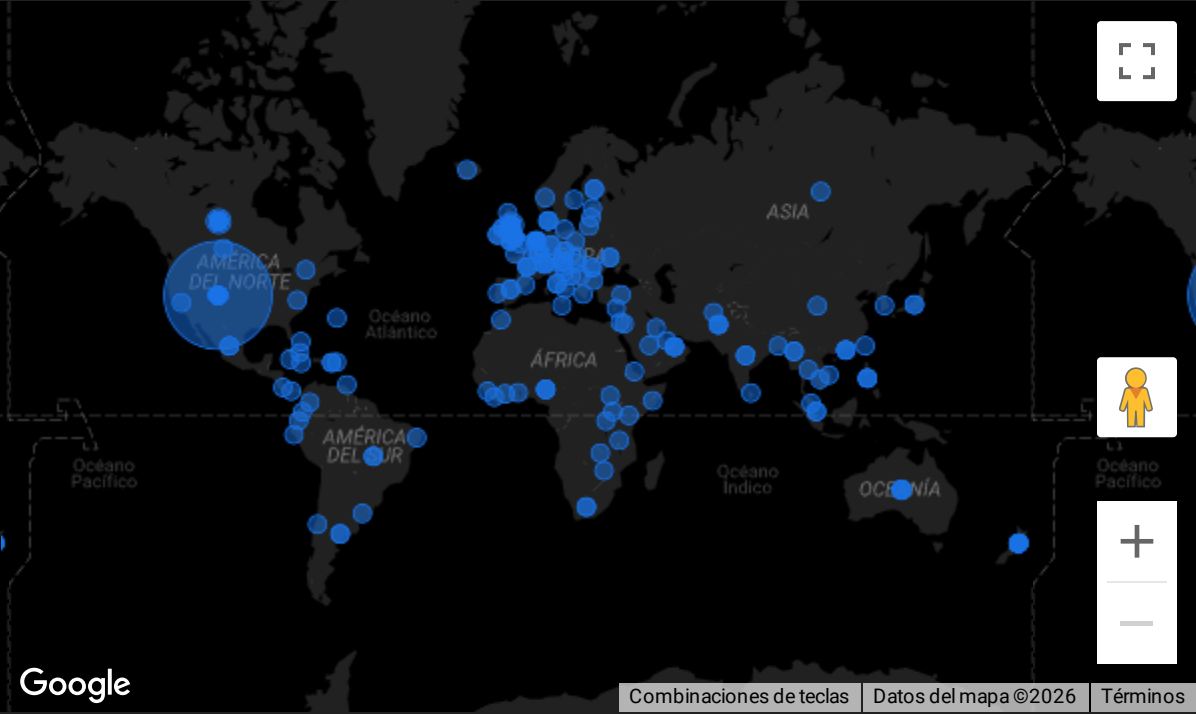 ASIA
AMÉRICA
DEL NORTE
Océano
Atlántico
ÁFRICA
AMÉRICA
DEL SUR
Océano
Pacífico
Océano
Índico
OCEANÍA
Océano
Pacífico
Google
Combinaciones de teclas
Datos del mapa ©2026
Términos